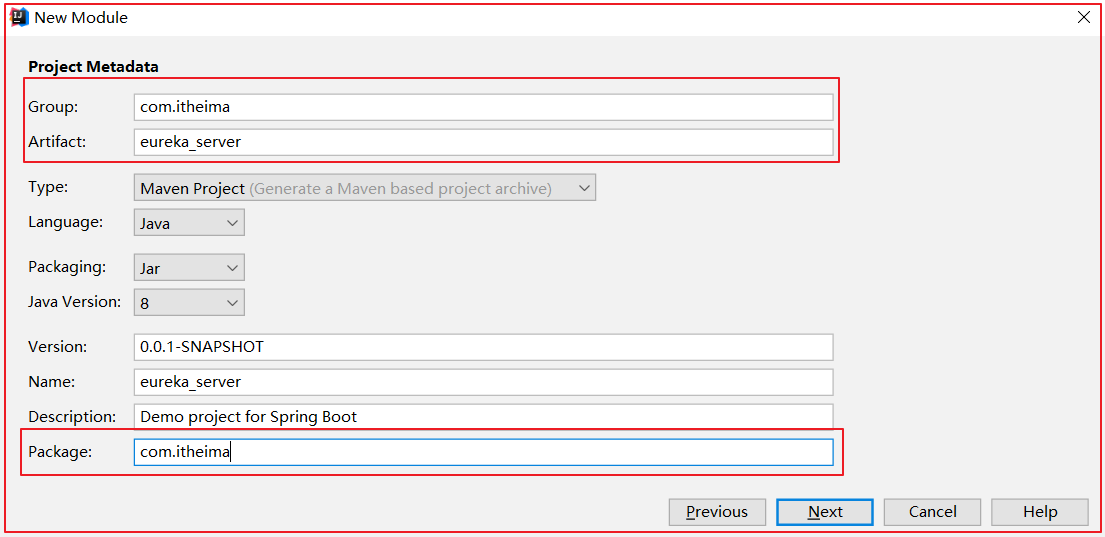 New Module
Project Metadata
Group: com.itheima
Artifact: eureka_server
Type: Maven Project (Generate a Maven based project archive)
Language: Java
Packaging: Jar
Java Version: 8
Version: 0.0.1-SNAPSHOT
Name: eureka_server
Description: Demo project for Spring Boot
Package: com.itheima
Previous Next Cancel Help